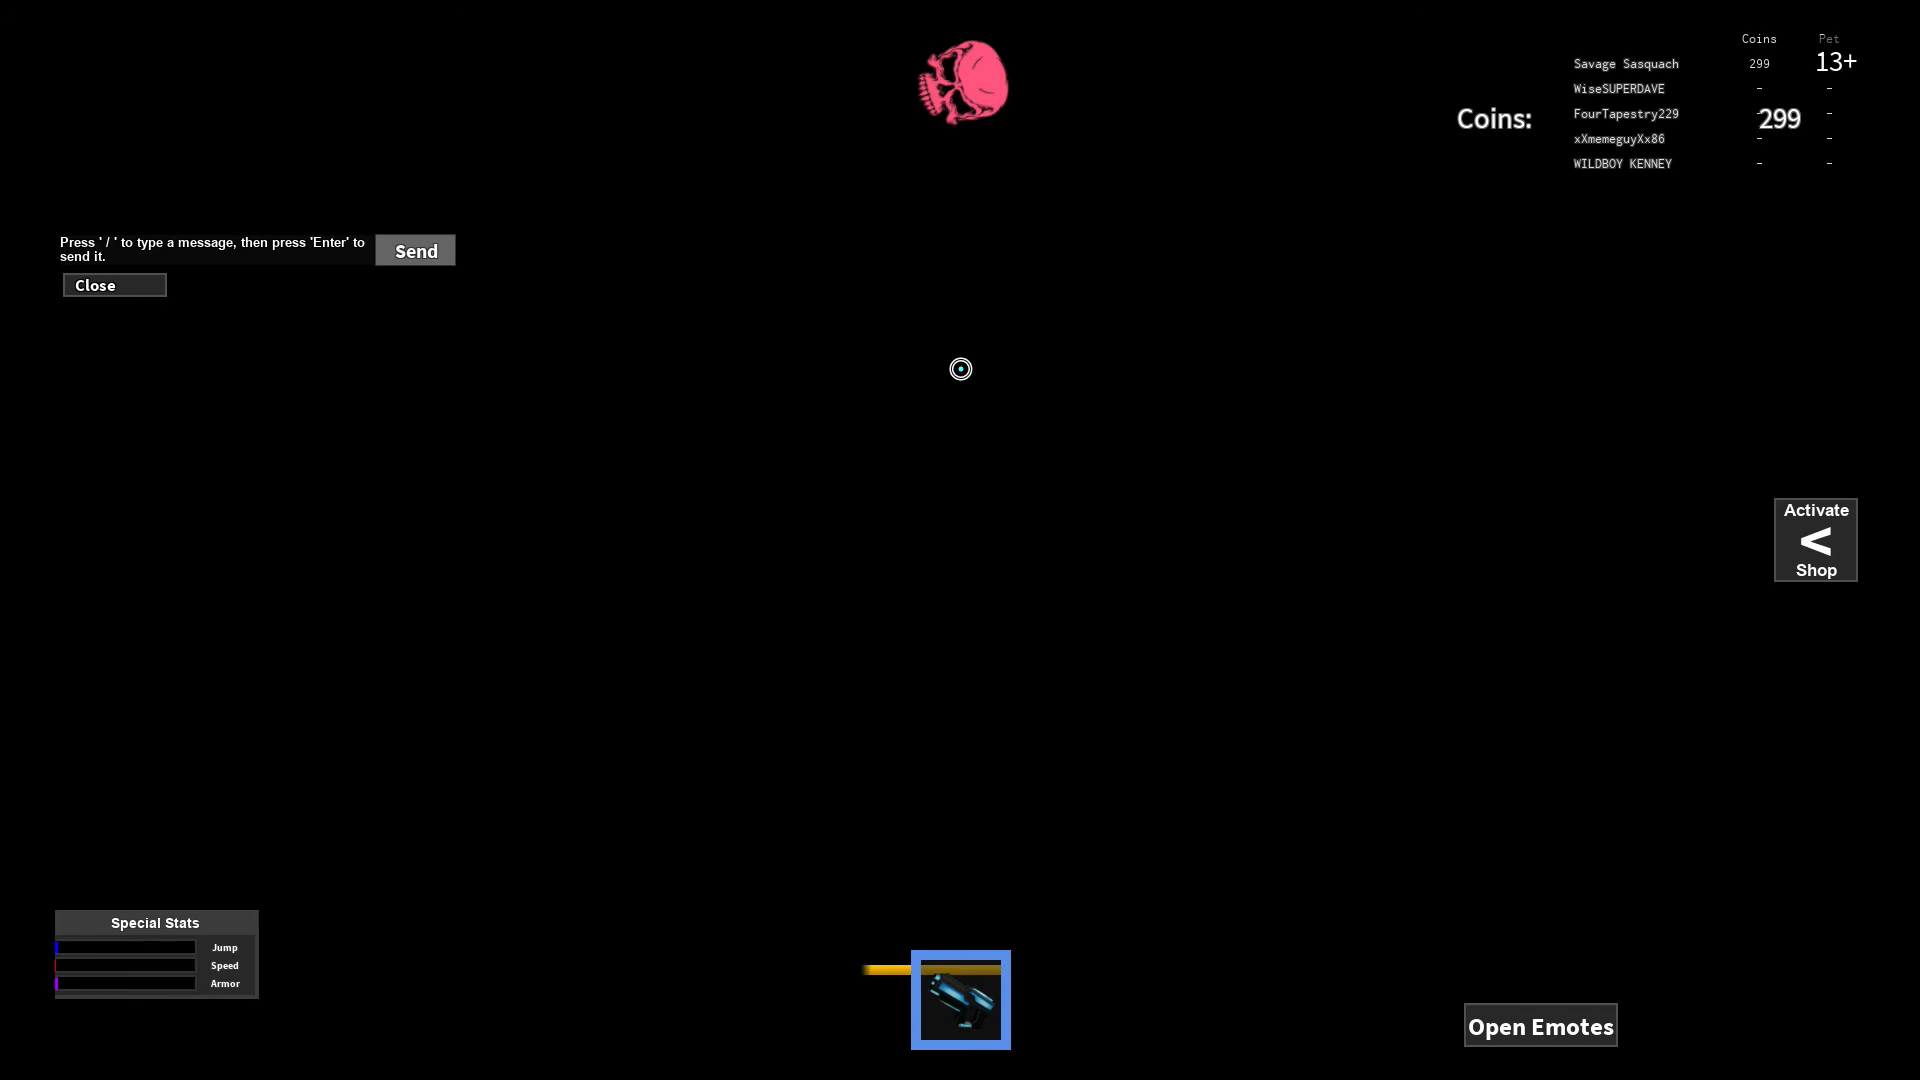 Coins Pet
Savage Sasquach 299 13+
WiseSUPERDAVE - -
Coins: FourTapestry229 299 -
xXmemeguyXx86 - -
WILDBOY KENNEY - -
Press ' / ' to type a message, then press 'Enter' to
send it.
Send
Close
Activate
<
Shop
Special Stats
Jump
Speed
Armor
Open Emotes